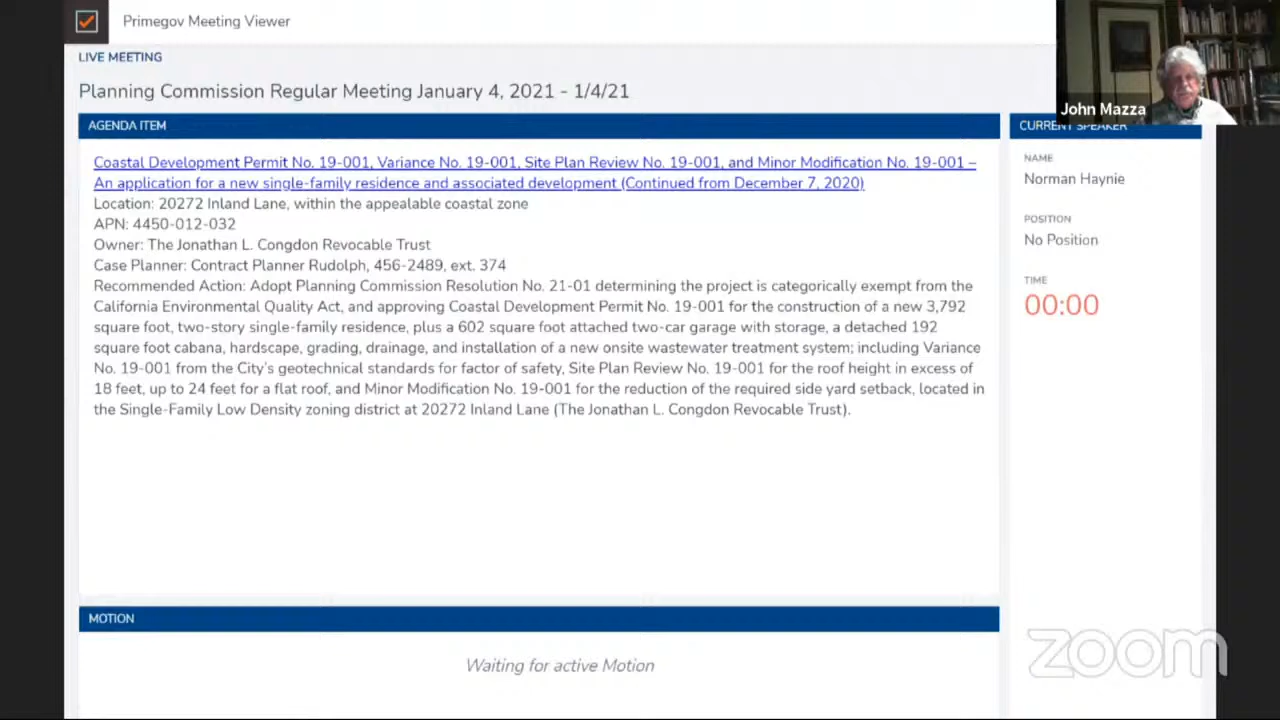 Primegov Meeting Viewer
LIVE MEETING
Planning Commission Regular Meeting January 4, 2021 - 1/4/21
John Mazza
AGENDA ITEM
CURRENT SPEAKER
Coastal Development Permit No. 19-001, Variance No. 19-001, Site Plan Review No. 19-001, and Minor Modification No. 19-001 –
An application for a new single-family residence and associated development (Continued from December 7, 2020)
Location: 20272 Inland Lane, within the appealable coastal zone
APN: 4450-012-032
Owner: The Jonathan L. Congdon Revocable Trust
Case Planner: Contract Planner Rudolph, 456-2489, ext. 374
Recommended Action: Adopt Planning Commission Resolution No. 21-01 determining the project is categorically exempt from the
California Environmental Quality Act, and approving Coastal Development Permit No. 19-001 for the construction of a new 3,792
square foot, two-story single-family residence, plus a 602 square foot attached two-car garage with storage, a detached 192
square foot cabana, hardscape, grading, drainage, and installation of a new onsite wastewater treatment system; including Variance
No. 19-001 from the City's geotechnical standards for factor of safety, Site Plan Review No. 19-001 for the roof height in excess of
18 feet, up to 24 feet for a flat roof, and Minor Modification No. 19-001 for the reduction of the required side yard setback, located in
the Single-Family Low Density zoning district at 20272 Inland Lane (The Jonathan L. Congdon Revocable Trust).
NAME
Norman Haynie
POSITION
No Position
TIME
00:00
MOTION
Waiting for active Motion
zoom